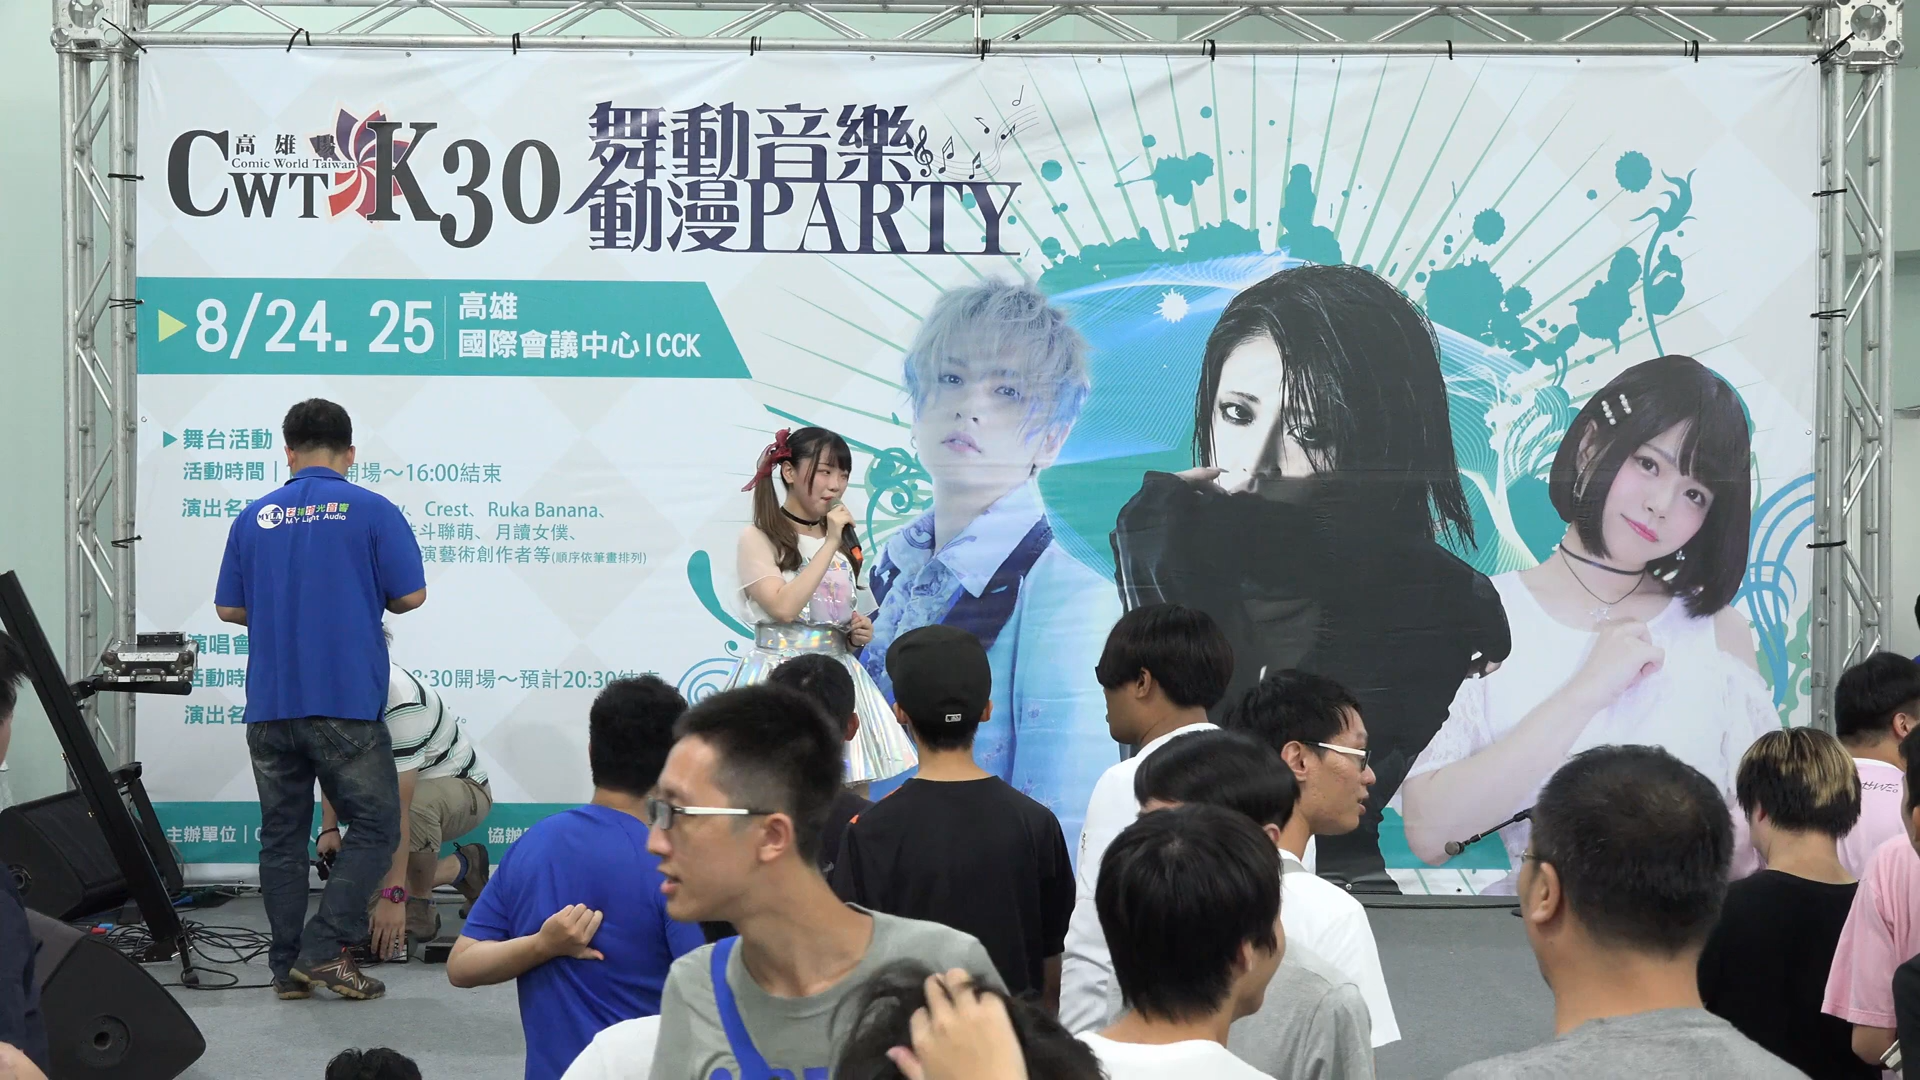 高雄場
Comic World Taiwan
CWT K30
舞動音樂
動漫PARTY
8/24. 25
高雄
國際會議中心ICCK
舞台活動
活動時間| 開場～16:00結束
演出名 、Crest、Ruka Banana、
斗聯萌、月讀女僕、
演藝術創作者等(順序依筆畫排列)
演唱會
活動時 8:30開場～預計20:30結束
演出名 。
主辦單位| 協辦
MYLA
M.Y Light Audio